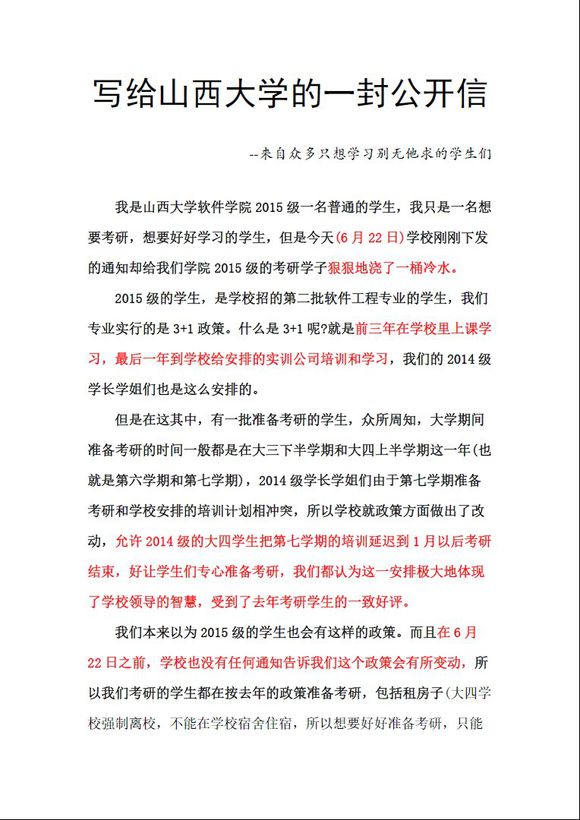 写给山西大学的一封公开信
--来自众多只想学习别无他求的学生们
我是山西大学软件学院 2015 级一名普通的学生，我只是一名想
要考研，想要好好学习的学生，但是今天(6 月 22 日)学校刚刚下发
的通知却给我们学院 2015 级的考研学子狠狠地浇了一桶冷水。
2015 级的学生，是学校招的第二批软件工程专业的学生，我们
专业实行的是 3+1 政策。什么是 3+1 呢?就是前三年在学校里上课学
习，最后一年到学校给安排的实训公司培训和学习，我们的 2014 级
学长学姐们也是这么安排的。
但是在这其中，有一批准备考研的学生，众所周知，大学期间
准备考研的时间一般都是在大三下半学期和大四上半学期这一年(也
就是第六学期和第七学期)，2014 级学长学姐们由于第七学期准备
考研和学校安排的培训计划相冲突，所以学校就政策方面做出了改
动，允许 2014 级的大四学生把第七学期的培训延迟到 1 月以后考研
结束，好让学生们专心准备考研，我们都认为这一安排极大地体现
了学校领导的智慧，受到了去年考研学生的一致好评。
我们本来以为 2015 级的学生也会有这样的政策。而且在 6 月
22 日之前，学校也没有任何通知告诉我们这个政策会有所变动，所
以我们考研的学生都在按去年的政策准备考研，包括租房子(大四学
校强制离校，不能在学校宿舍住宿，所以想要好好准备考研，只能